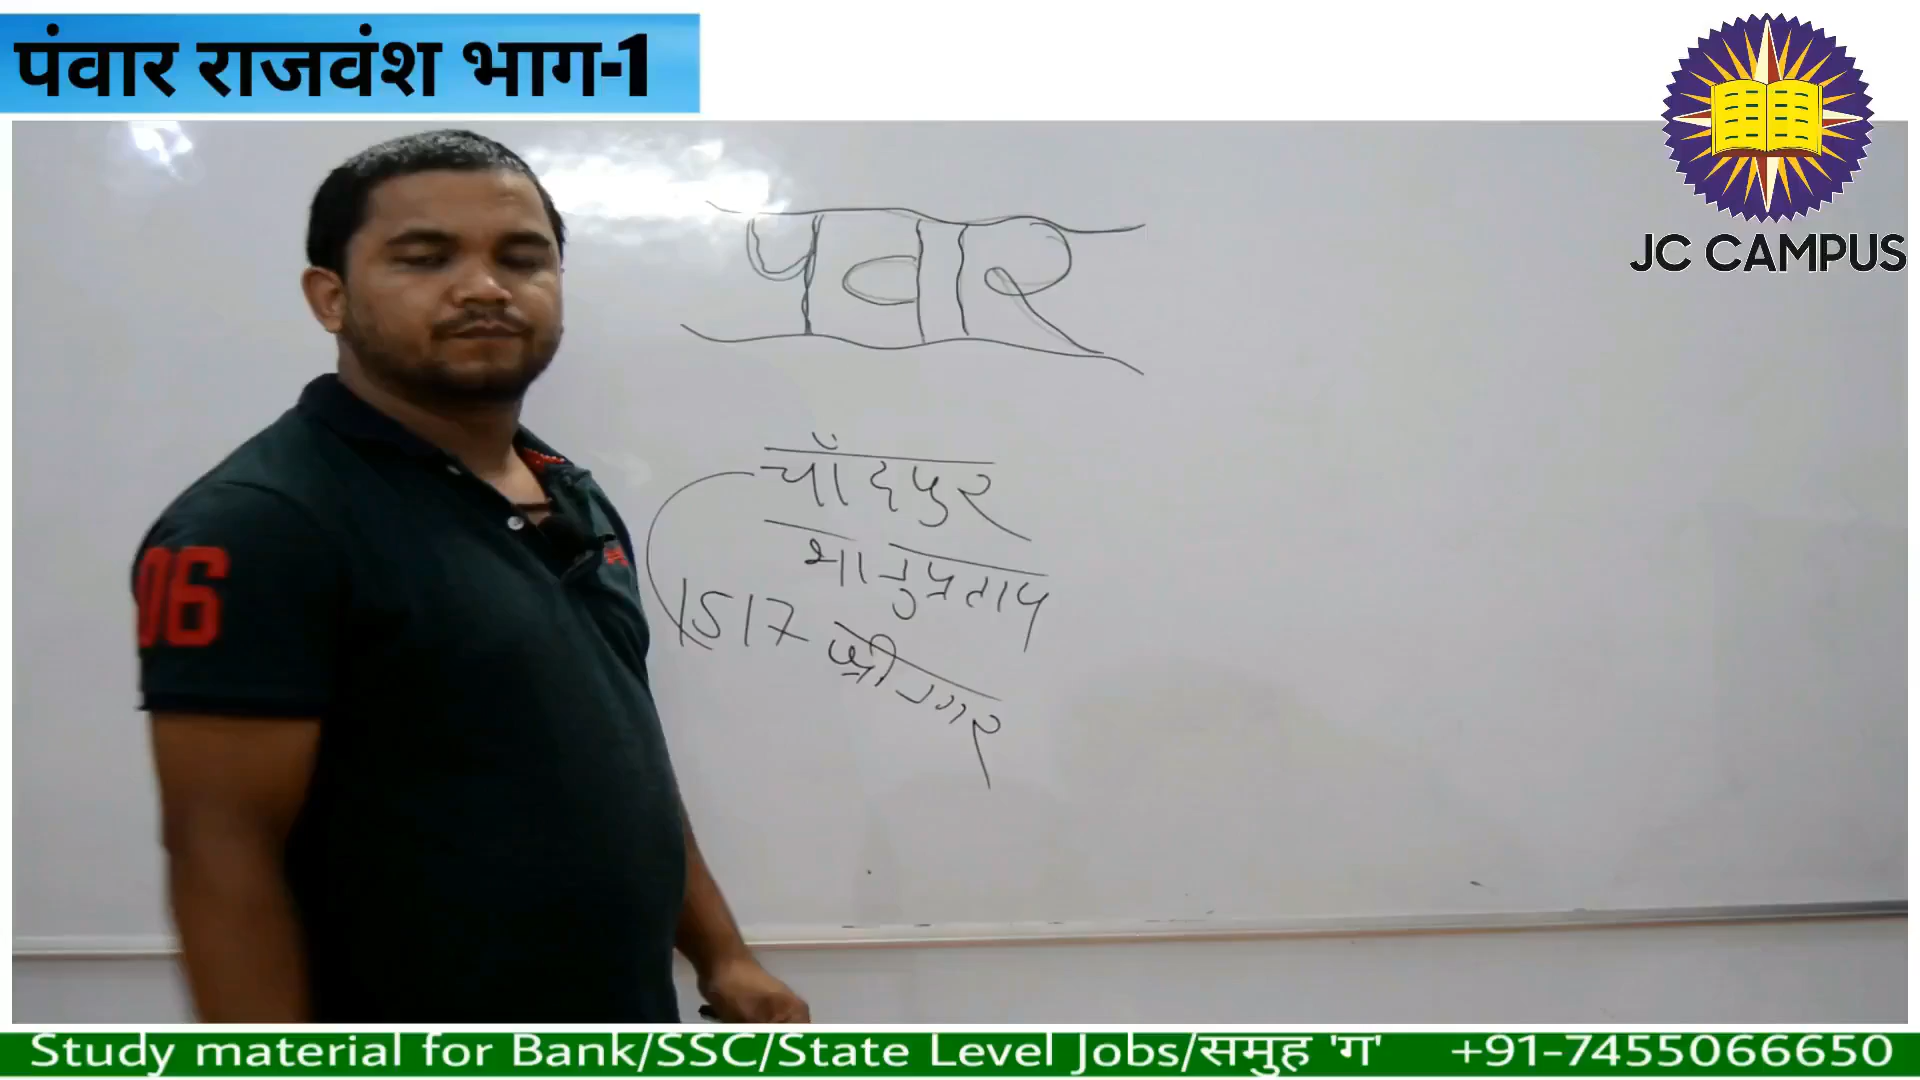 पंवार राजवंश भाग-1
JC CAMPUS
पवार
चाँदपुर
भानुप्रताप
1517 श्रीनगर
06
Study material for Bank/SSC/State Level Jobs/समुह 'ग' +91-7455066650